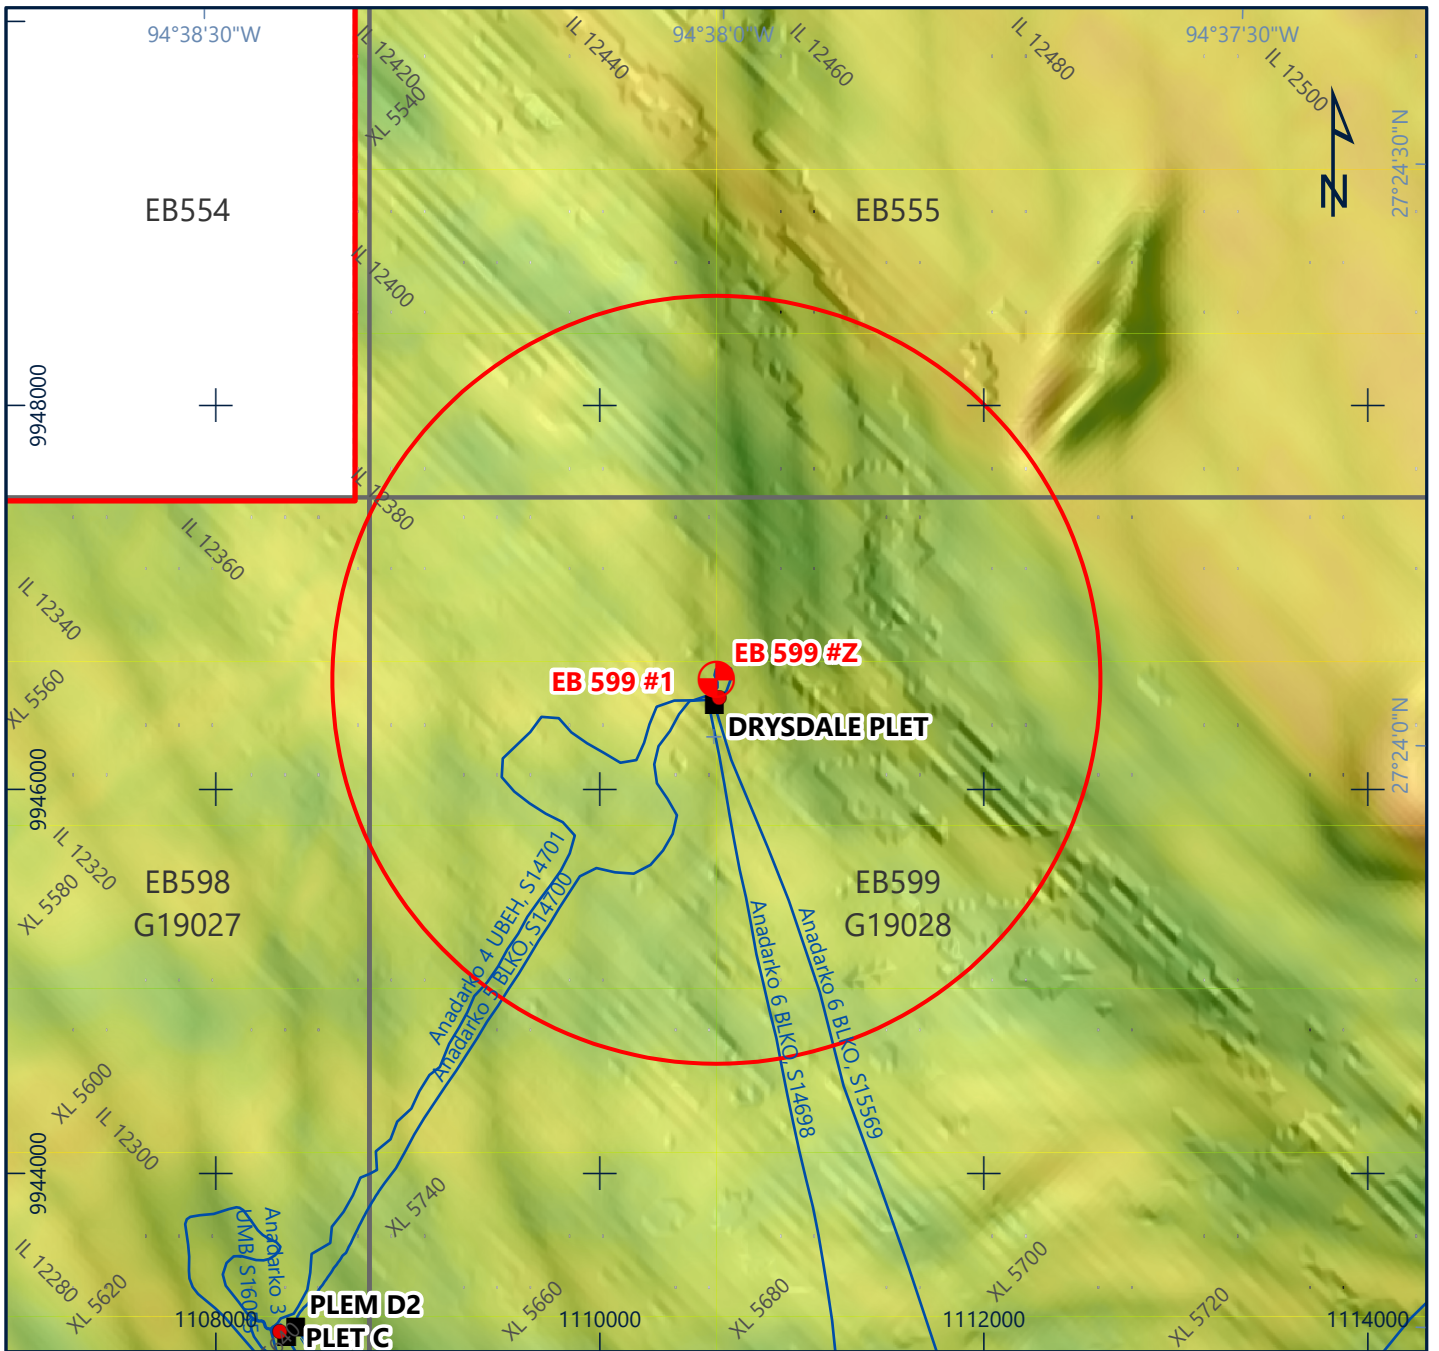 94°38'30"W
94°38'0"W
94°37'30"W
IL 12420
IL 12440
IL 12460
IL 12480
IL 12500
XL 5540
27°24'30"N
N
EB554
EB555
IL 12400
9948000
IL 12380
IL 12360
IL 12340
XL 5560
EB 599 #Z
EB 599 #1
DRYSDALE PLET
27°24'0"N
9946000
IL 12320
XL 5580
EB598
G19027
EB599
G19028
Anadarko 4 UBEH, S14701
Anadarko 5 BLKO, S14700
Anadarko 6 BLKO, S14698
Anadarko 6 BLKO, S15569
XL 5600
IL 12300
9944000
XL 5740
Anadarko 3
UMB S16
IL 12280
XL 5620
XL 5660
XL 5680
XL 5700
XL 5720
PLEM D2
PLET C
1108000
1110000
1112000
1114000